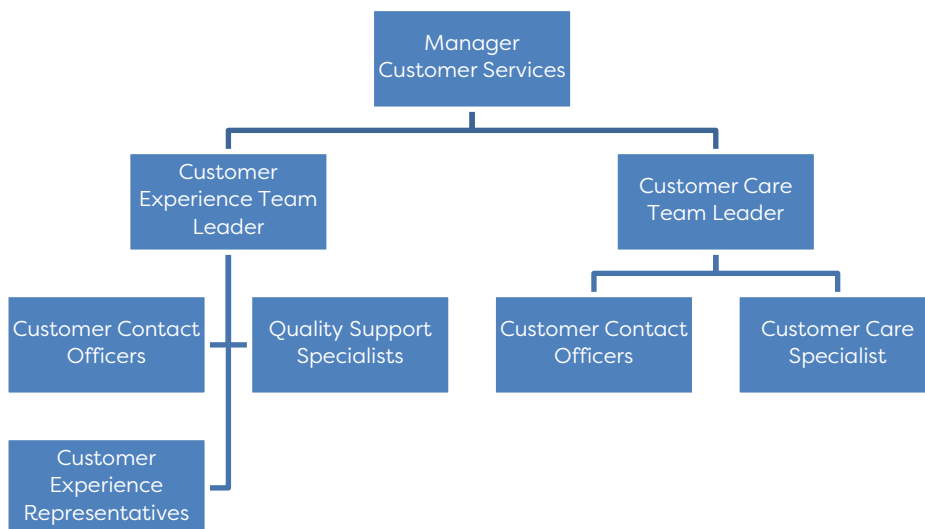 Manager
Customer Services
Customer
Experience Team
Leader
Customer Care
Team Leader
Customer Contact
Officers
Quality Support
Specialists
Customer Contact
Officers
Customer Care
Specialist
Customer
Experience
Representatives